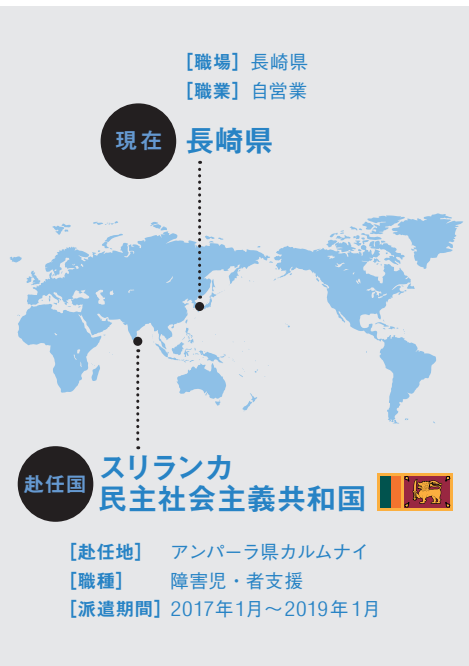 ［職場］長崎県
［職業］自営業
現在 長崎県
赴任国 スリランカ
民主社会主義共和国
［赴任地］ アンパーラ県カルムナイ
［職種］ 障害児・者支援
［派遣期間］2017年1月～2019年1月